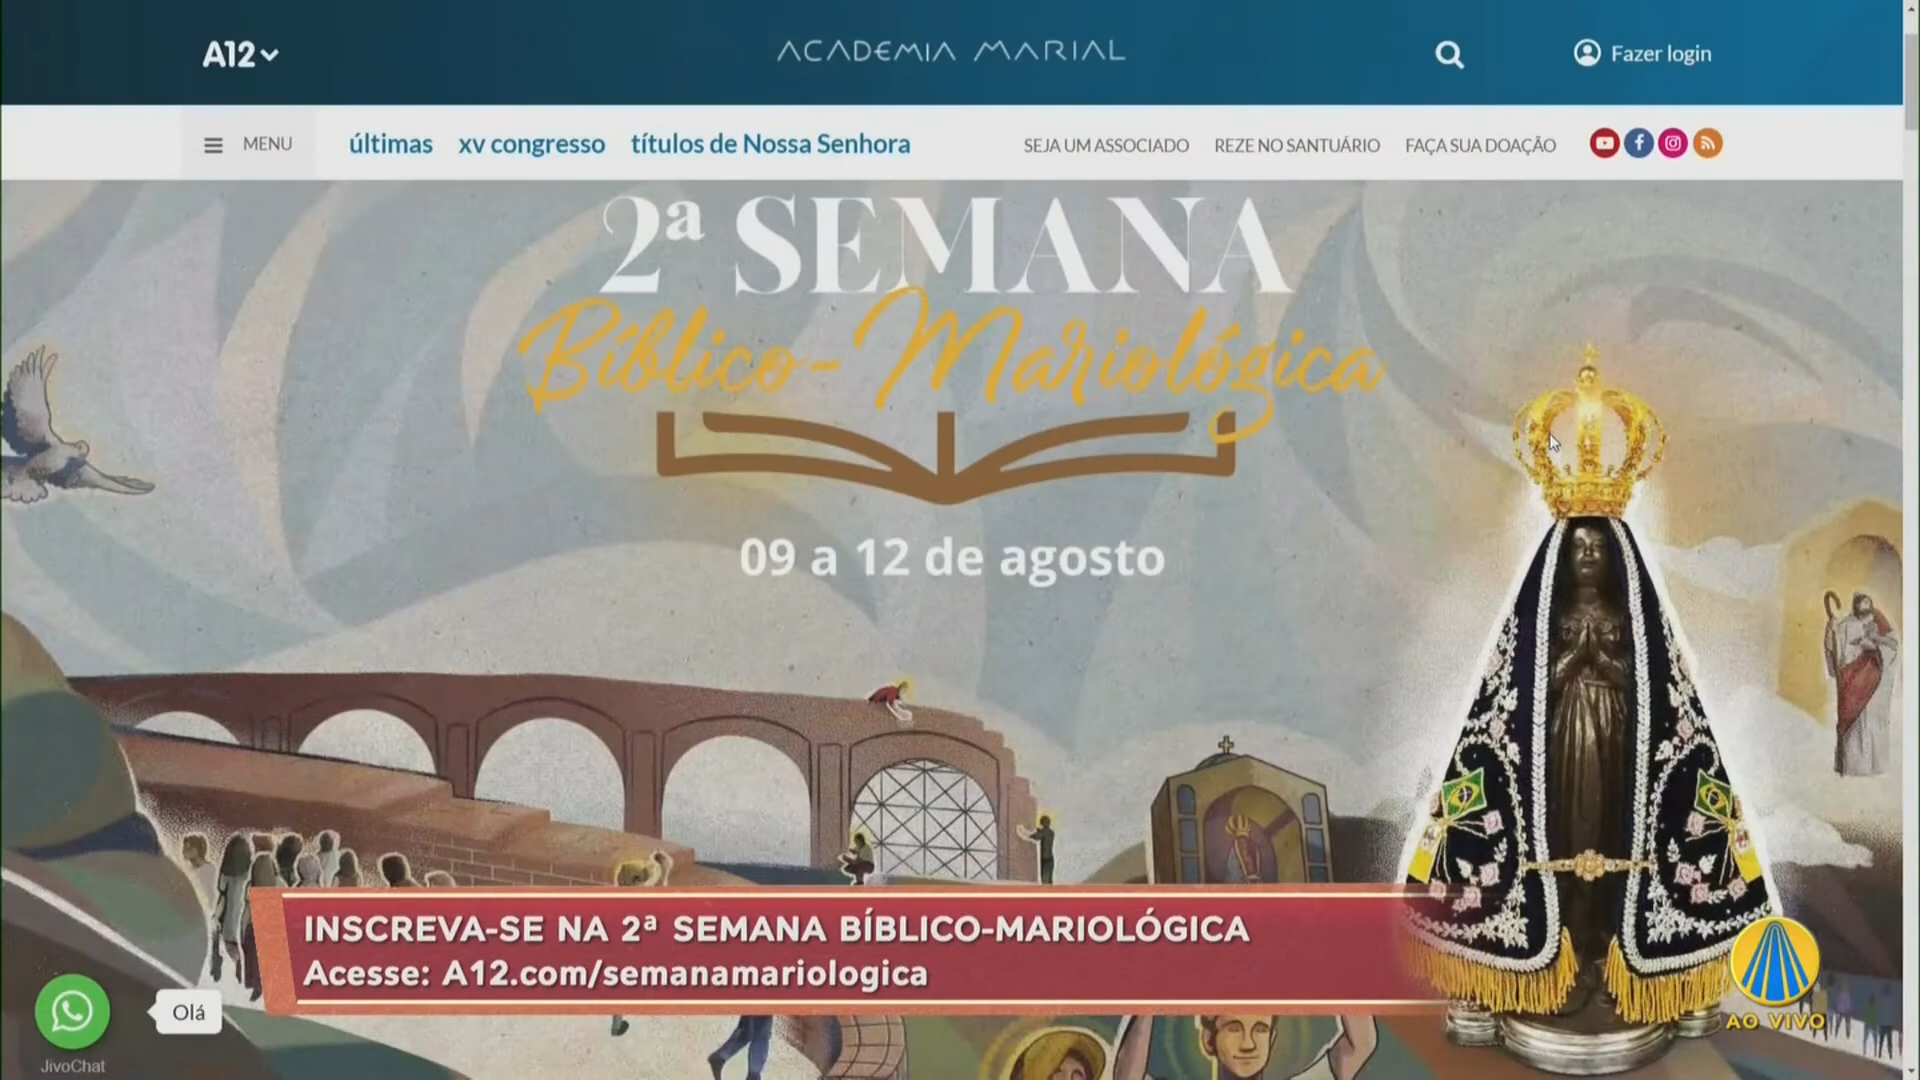 A12
ACADEMIA MARIAL
Fazer login
MENU
últimas
xv congresso
títulos de Nossa Senhora
SEJA UM ASSOCIADO
REZE NO SANTUÁRIO
FAÇA SUA DOAÇÃO
2ª SEMANA
Bíblico-Mariológica
09 a 12 de agosto
INSCREVA-SE NA 2ª SEMANA BÍBLICO-MARIOLÓGICA
Acesse: A12.com/semanamariologica
Olá
JivoChat
AO VIVO